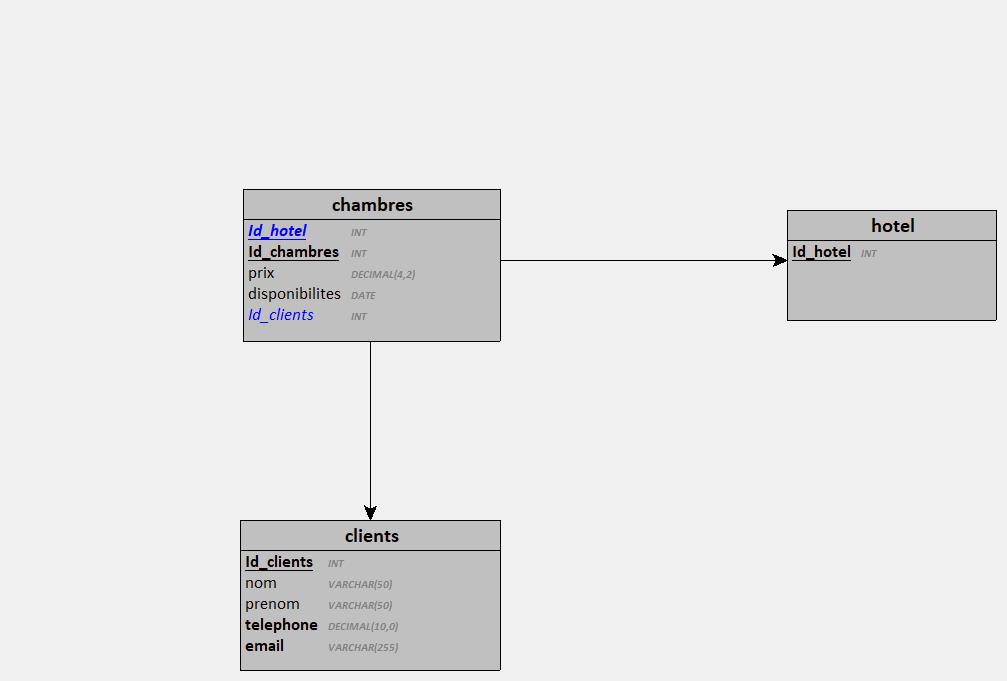 chambres
Id_hotel INT
Id_chambres INT
prix DECIMAL(4,2)
disponibilites DATE
Id_clients INT
hotel
Id_hotel INT
clients
Id_clients INT
nom VARCHAR(50)
prenom VARCHAR(50)
telephone DECIMAL(10,0)
email VARCHAR(255)